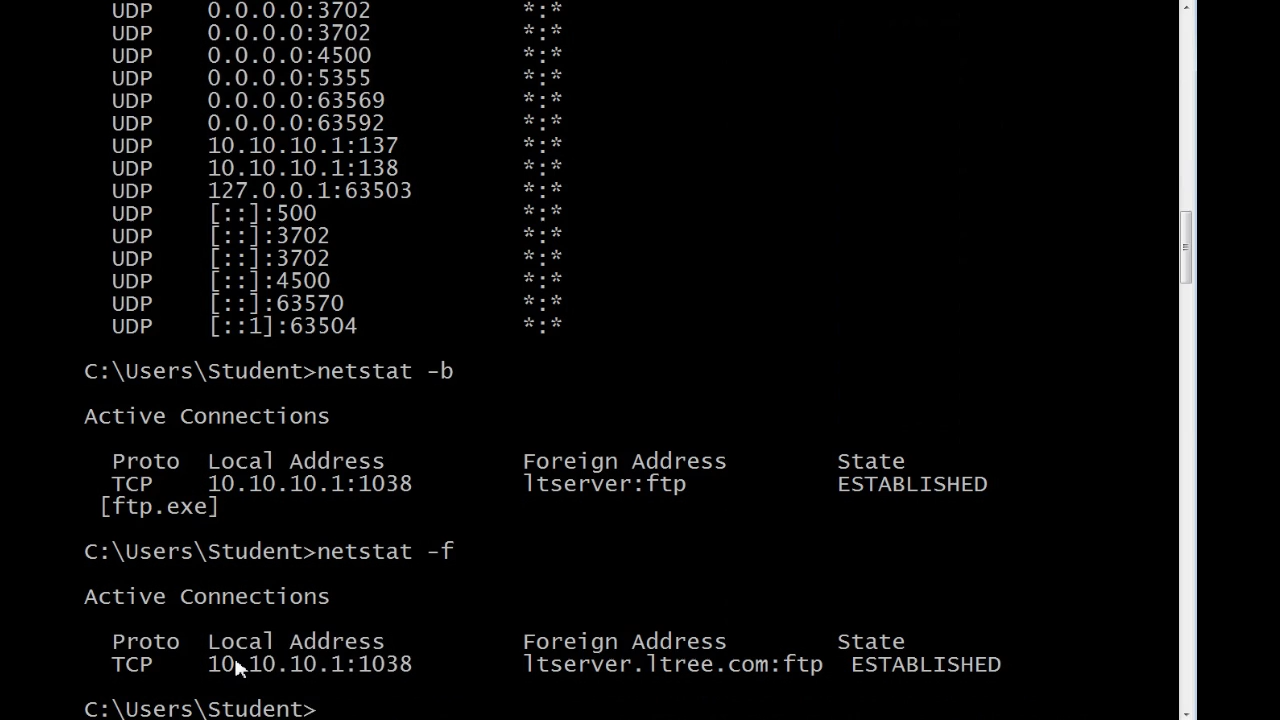 UDP 0.0.0.0:3702 *:*
UDP 0.0.0.0:3702 *:*
UDP 0.0.0.0:4500 *:*
UDP 0.0.0.0:5355 *:*
UDP 0.0.0.0:63569 *:*
UDP 0.0.0.0:63592 *:*
UDP 10.10.10.1:137 *:*
UDP 10.10.10.1:138 *:*
UDP 127.0.0.1:63503 *:*
UDP [::]:500 *:*
UDP [::]:3702 *:*
UDP [::]:3702 *:*
UDP [::]:4500 *:*
UDP [::]:63570 *:*
UDP [::1]:63504 *:*
C:\Users\Student>netstat -b
Active Connections
Proto Local Address Foreign Address State
TCP 10.10.10.1:1038 ltserver:ftp ESTABLISHED
[ftp.exe]
C:\Users\Student>netstat -f
Active Connections
Proto Local Address Foreign Address State
TCP 10.10.10.1:1038 ltserver.ltree.com:ftp ESTABLISHED
C:\Users\Student>